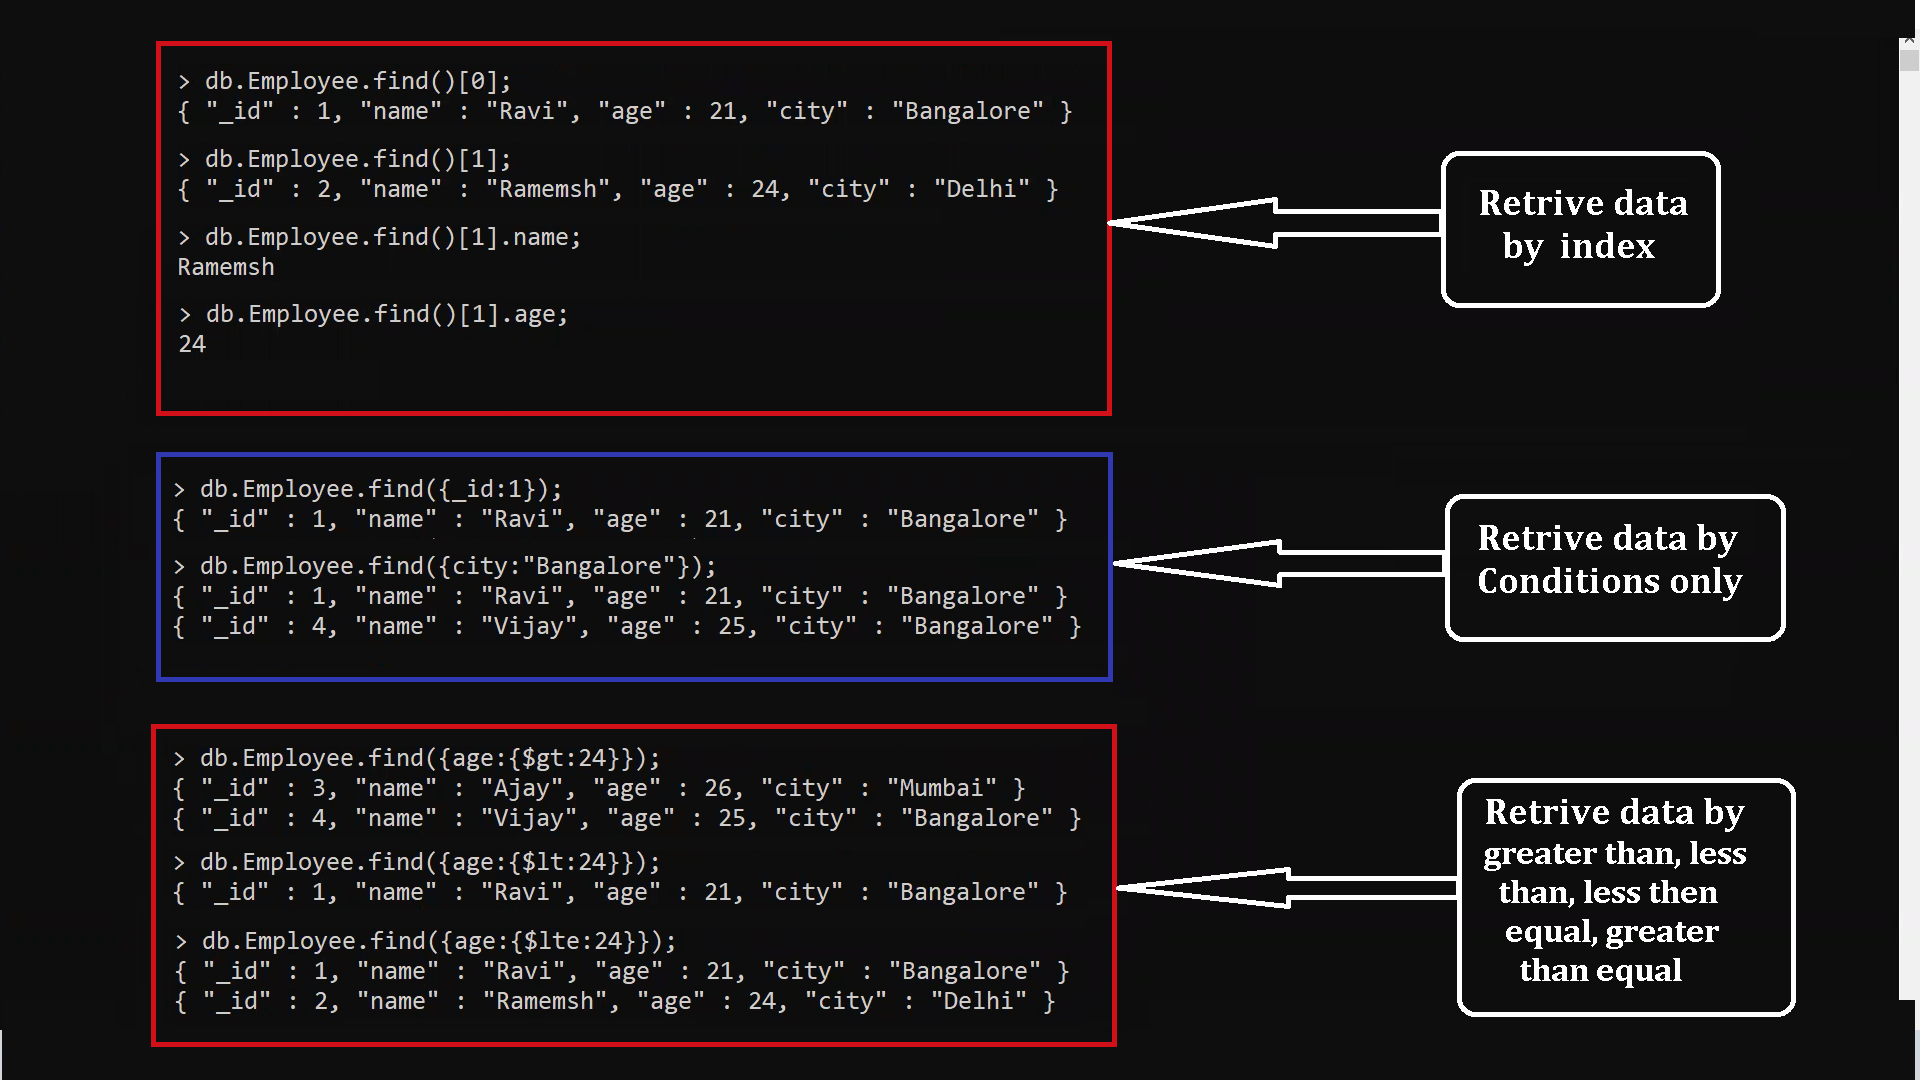 > db.Employee.find()[0];
{ "_id" : 1, "name" : "Ravi", "age" : 21, "city" : "Bangalore" }
> db.Employee.find()[1];
{ "_id" : 2, "name" : "Ramemsh", "age" : 24, "city" : "Delhi" }
> db.Employee.find()[1].name;
Ramemsh
> db.Employee.find()[1].age;
24
Retrive data
by index
> db.Employee.find({_id:1});
{ "_id" : 1, "name" : "Ravi", "age" : 21, "city" : "Bangalore" }
> db.Employee.find({city:"Bangalore"});
{ "_id" : 1, "name" : "Ravi", "age" : 21, "city" : "Bangalore" }
{ "_id" : 4, "name" : "Vijay", "age" : 25, "city" : "Bangalore" }
Retrive data by
Conditions only
> db.Employee.find({age:{$gt:24}});
{ "_id" : 3, "name" : "Ajay", "age" : 26, "city" : "Mumbai" }
{ "_id" : 4, "name" : "Vijay", "age" : 25, "city" : "Bangalore" }
> db.Employee.find({age:{$lt:24}});
{ "_id" : 1, "name" : "Ravi", "age" : 21, "city" : "Bangalore" }
> db.Employee.find({age:{$lte:24}});
{ "_id" : 1, "name" : "Ravi", "age" : 21, "city" : "Bangalore" }
{ "_id" : 2, "name" : "Ramemsh", "age" : 24, "city" : "Delhi" }
Retrive data by
greater than, less
than, less then
equal, greater
than equal